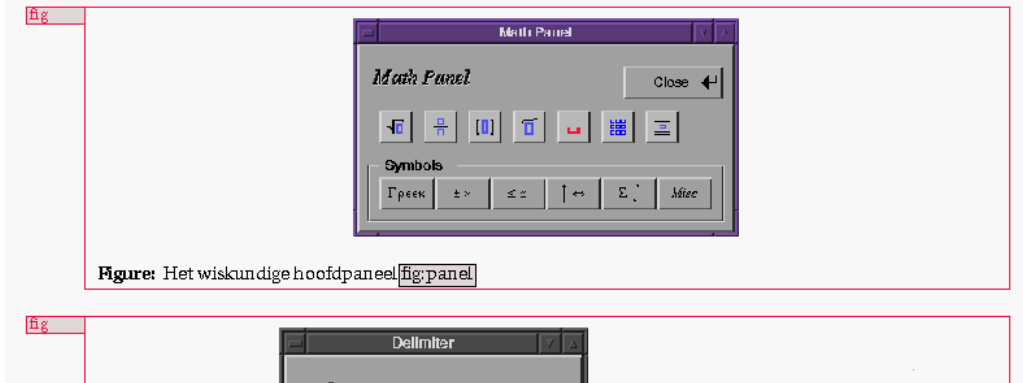 fig
Math Panel
Math Panel
Close
Symbols
Γρεεκ
± ×
≤
↑ ⇔
Σ
Misc
Figure: Het wiskundige hoofdpaneel fig:panel
fig
Delimiter